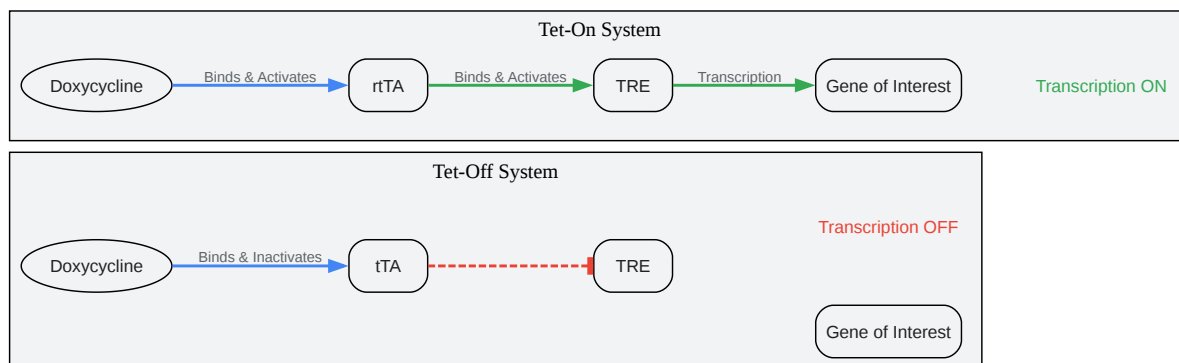 Tet-On System
Binds & Activates
Binds & Activates
Transcription
Doxycycline
rtTA
TRE
Gene of Interest
Transcription ON
Tet-Off System
Transcription OFF
Binds & Inactivates
Doxycycline
tTA
TRE
Gene of Interest